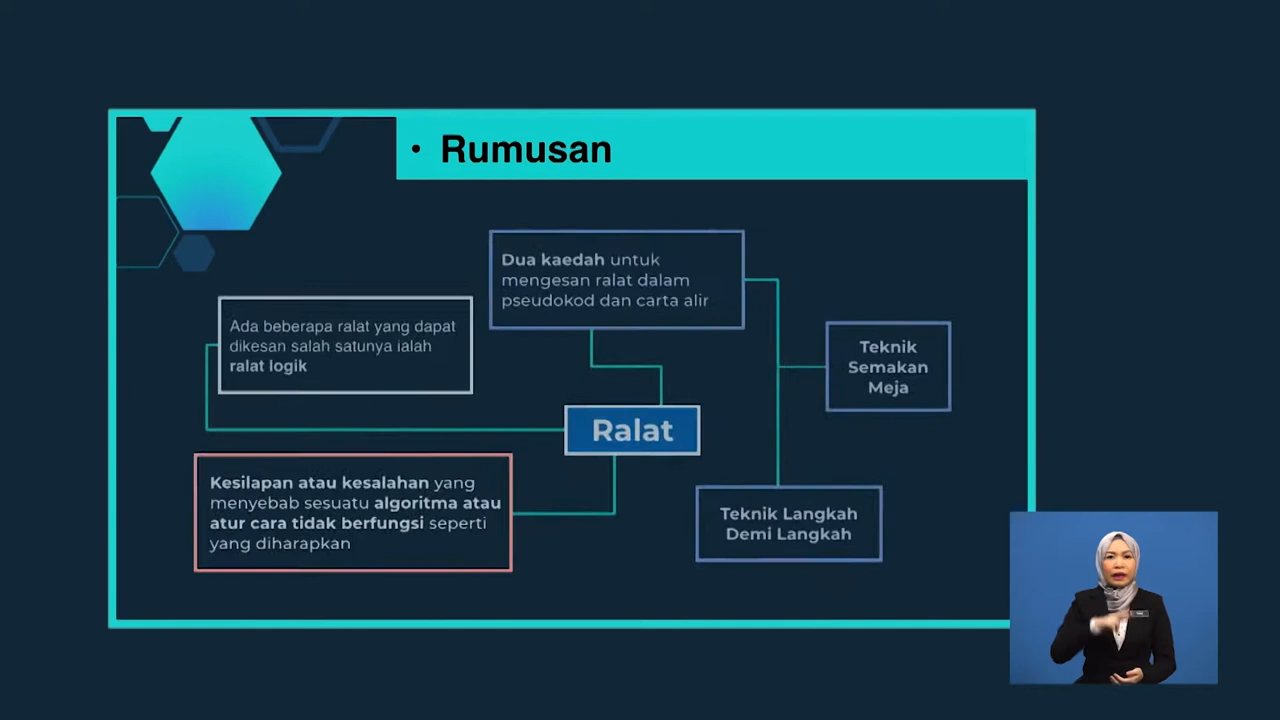 • Rumusan
Dua kaedah untuk
mengesan ralat dalam
pseudokod dan carta alir
Ada beberapa ralat yang dapat
dikesan salah satunya ialah
ralat logik
Teknik
Semakan
Meja
Ralat
Kesilapan atau kesalahan yang
menyebab sesuatu algoritma atau
atur cara tidak berfungsi seperti
yang diharapkan
Teknik Langkah
Demi Langkah